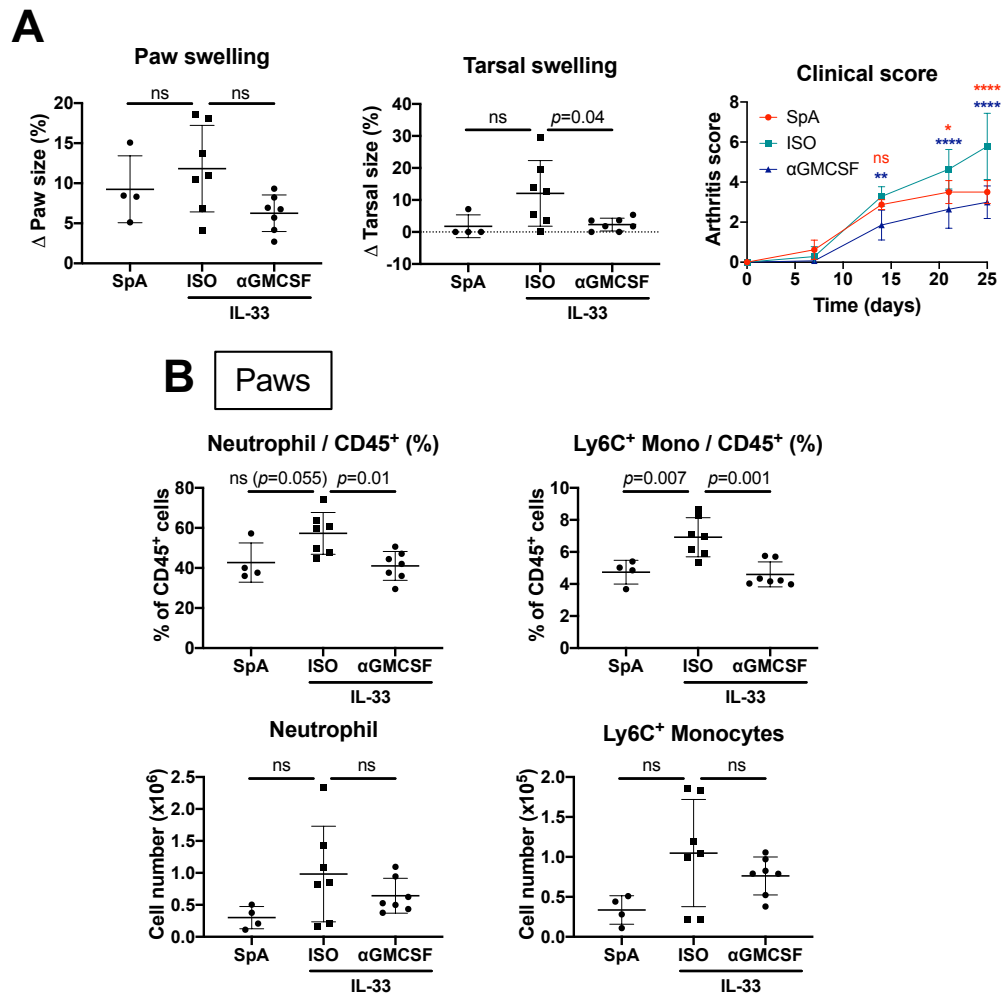 A
Paw swelling
ns ns
20
15
10
5
0
Δ Paw size (%)
SpA ISO αGMCSF
IL-33
Tarsal swelling
ns p=0.04
40
30
20
10
0
-10
Δ Tarsal size (%)
SpA ISO αGMCSF
IL-33
Clinical score
8
6
4
2
0
Arthritis score
SpA
ISO
αGMCSF
ns
**
*
****
****
****
0 5 10 15 20 25
Time (days)
B
Paws
Neutrophil / CD45⁺ (%)
ns (p=0.055) p=0.01
80
60
40
20
0
% of CD45⁺ cells
SpA ISO αGMCSF
IL-33
Ly6C⁺ Mono / CD45⁺ (%)
p=0.007 p=0.001
10
8
6
4
2
0
% of CD45⁺ cells
SpA ISO αGMCSF
IL-33
Neutrophil
ns ns
2.5
2.0
1.5
1.0
0.5
0.0
Cell number (x10⁶)
SpA ISO αGMCSF
IL-33
Ly6C⁺ Monocytes
ns ns
2.5
2.0
1.5
1.0
0.5
0.0
Cell number (x10⁵)
SpA ISO αGMCSF
IL-33